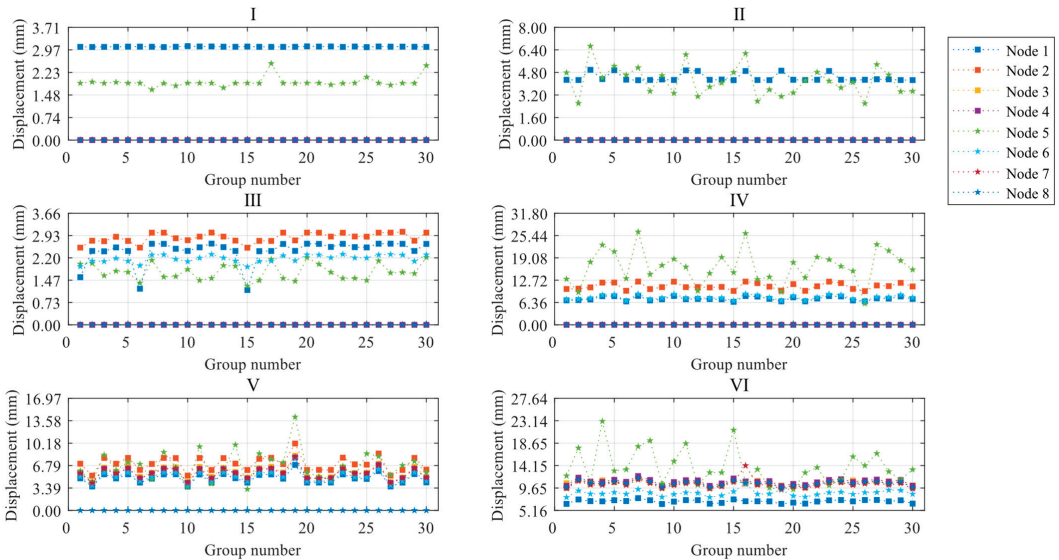 I
Displacement (mm)
3.71
2.97
2.23
1.48
0.74
0.00
0 5 10 15 20 25 30
Group number
II
Displacement (mm)
8.00
6.40
4.80
3.20
1.60
0.00
0 5 10 15 20 25 30
Group number
Node 1
Node 2
Node 3
Node 4
Node 5
Node 6
Node 7
Node 8
III
Displacement (mm)
3.66
2.93
2.20
1.47
0.73
0.00
0 5 10 15 20 25 30
Group number
IV
Displacement (mm)
31.80
25.44
19.08
12.72
6.36
0.00
0 5 10 15 20 25 30
Group number
V
Displacement (mm)
16.97
13.58
10.18
6.79
3.39
0.00
0 5 10 15 20 25 30
Group number
VI
Displacement (mm)
27.64
23.14
18.65
14.15
9.65
5.16
0 5 10 15 20 25 30
Group number